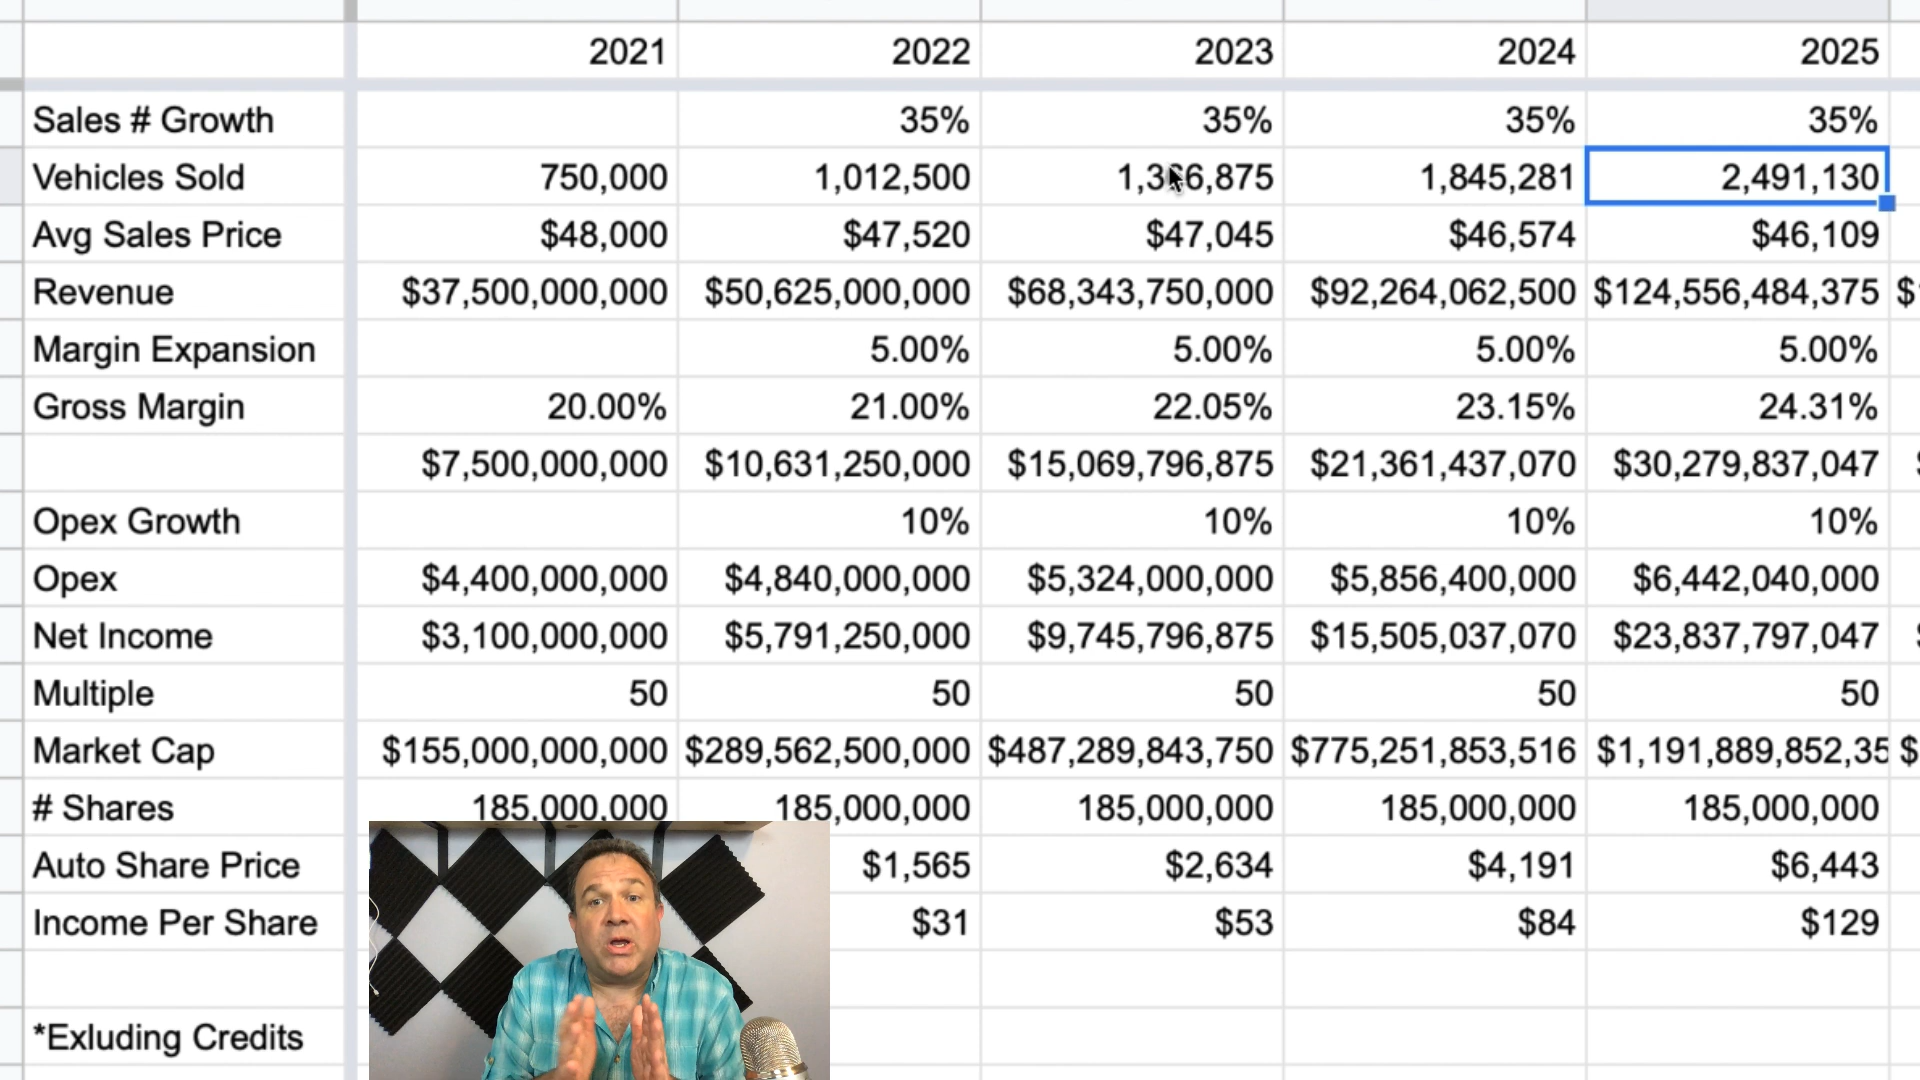 2021 2022 2023 2024 2025
Sales # Growth 35% 35% 35% 35%
Vehicles Sold 750,000 1,012,500 1,845,281 2,491,130
Avg Sales Price $48,000 $47,520 $47,045 $46,574 $46,109
Revenue $37,500,000,000 $50,625,000,000 $68,343,750,000 $92,264,062,500 $124,556,484,375 $
Margin Expansion 5.00% 5.00% 5.00% 5.00%
Gross Margin 20.00% 21.00% 22.05% 23.15% 24.31%
$7,500,000,000 $10,631,250,000 $15,069,796,875 $21,361,437,070 $30,279,837,047
Opex Growth 10% 10% 10% 10%
Opex $4,400,000,000 $4,840,000,000 $5,324,000,000 $5,856,400,000 $6,442,040,000
Net Income $3,100,000,000 $5,791,250,000 $9,745,796,875 $15,505,037,070 $23,837,797,047
Multiple 50 50 50 50 50
Market Cap $155,000,000,000 $289,562,500,000 $487,289,843,750 $775,251,853,516 $1,191,889,852,35 $
# Shares 185,000,000 185,000,000 185,000,000 185,000,000 185,000,000
Auto Share Price $1,565 $2,634 $4,191 $6,443
Income Per Share $31 $53 $84 $129
*Exluding Credits